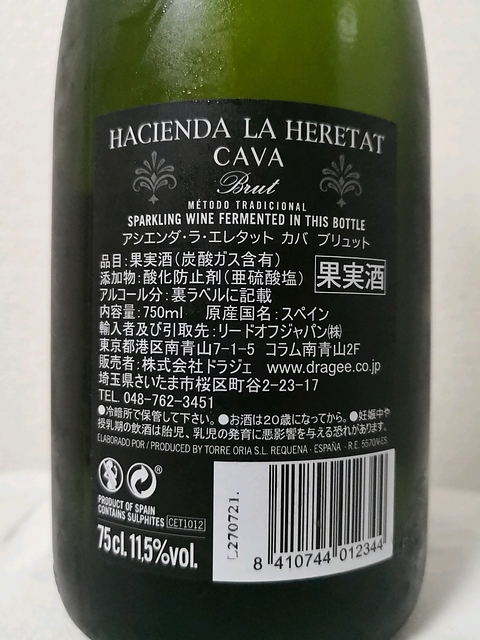 HACIENDA LA HERETAT
CAVA
Brut
MÉTODO TRADICIONAL
SPARKLING WINE FERMENTED IN THIS BOTTLE
アシエンダ・ラ・エレタット カバ ブリュット
品目:果実酒(炭酸ガス含有)
添加物:酸化防止剤(亜硫酸塩)
果実酒
アルコール分:裏ラベルに記載
内容量:750ml 原産国名:スペイン
輸入者及び引取先:リードオフジャパン㈱
東京都港区南青山7-1-5 コラム南青山2F
販売者:株式会社ドラジェ www.dragee.co.jp
埼玉県さいたま市桜区町谷2-23-17
TEL 048-762-3451
●冷暗所で保管して下さい。●お酒は20歳になってから。●妊娠中や
授乳期の飲酒は胎児、乳児の発育に悪影響を与える恐れがあります。
ELABORADO POR / PRODUCED BY TORRE ORIA S.L. REQUENA - ESPAÑA - R.E. 5570/V-ES
PRODUCT OF SPAIN
CONTAINS SULPHITES CET1012
75cl. 11,5%vol.
L270721.
8 410744 012344